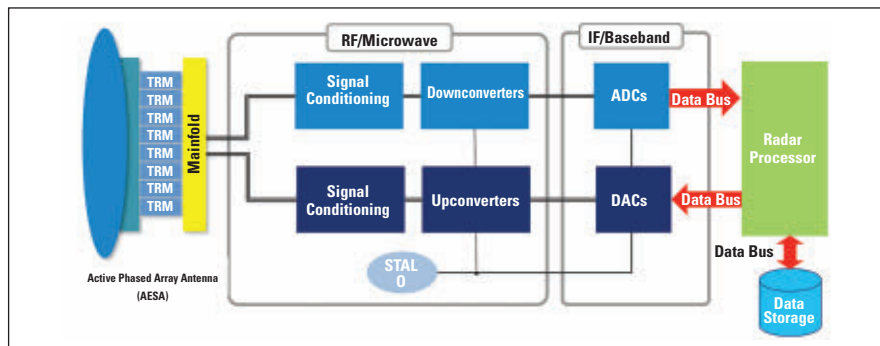 RF/Microwave
IF/Baseband
TRM
TRM
TRM
TRM
TRM
TRM
TRM
TRM
Mainfold
Signal
Conditioning
Downconverters
ADCs
Data Bus
Radar
Processor
Signal
Conditioning
Upconverters
DACs
Data Bus
STAL
O
Data Bus
Active Phased Array Antenna
(AESA)
Data
Storage